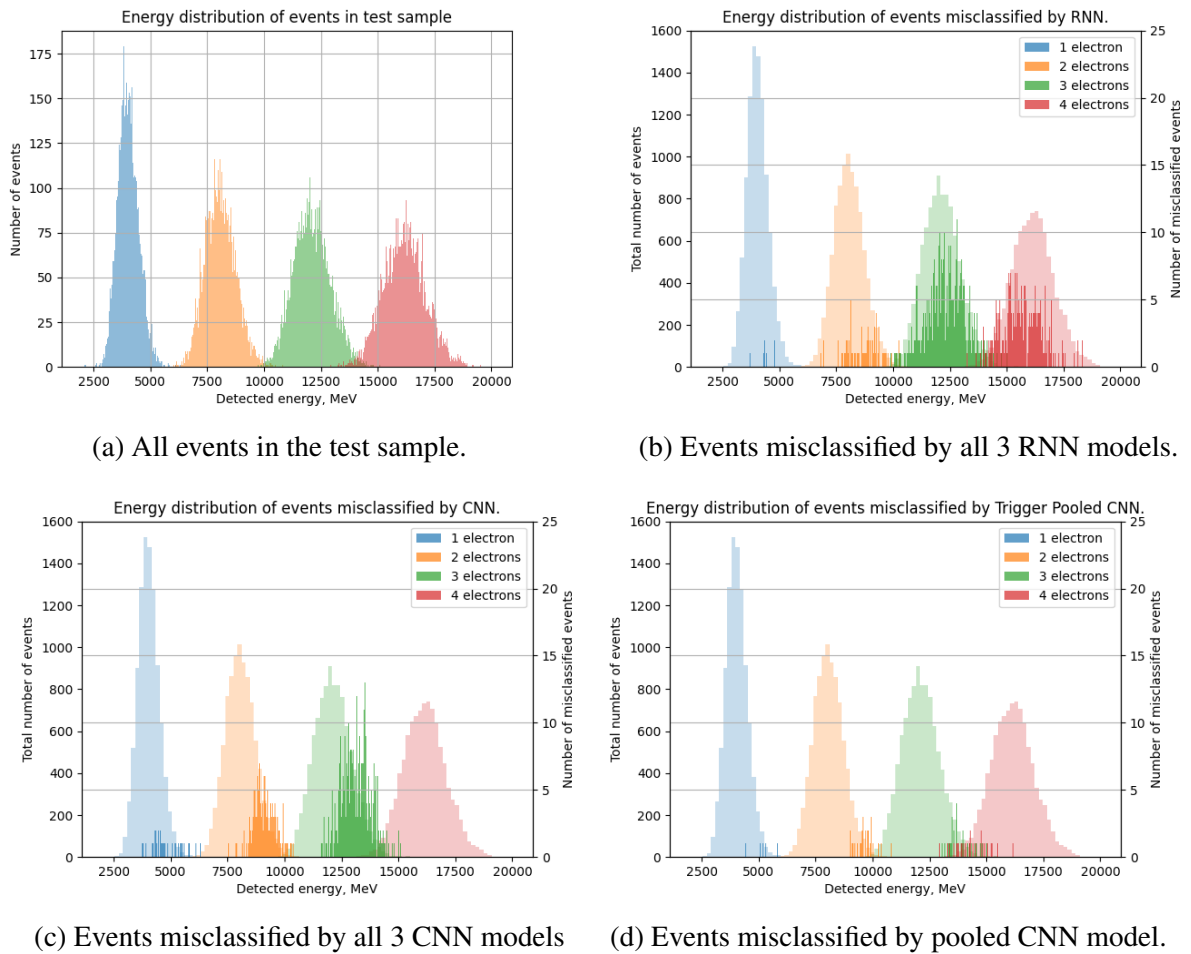 Energy distribution of events in test sample
175
150
125
100
75
50
25
0
Number of events
2500 5000 7500 10000 12500 15000 17500 20000
Detected energy, MeV
(a) All events in the test sample.
Energy distribution of events misclassified by RNN.
1600
1400
1200
1000
800
600
400
200
0
Total number of events
1 electron
2 electrons
3 electrons
4 electrons
25
20
15
10
5
0
Number of misclassified events
2500 5000 7500 10000 12500 15000 17500 20000
Detected energy, MeV
(b) Events misclassified by all 3 RNN models.
Energy distribution of events misclassified by CNN.
1600
1400
1200
1000
800
600
400
200
0
Total number of events
1 electron
2 electrons
3 electrons
4 electrons
25
20
15
10
5
0
Number of misclassified events
2500 5000 7500 10000 12500 15000 17500 20000
Detected energy, MeV
(c) Events misclassified by all 3 CNN models
Energy distribution of events misclassified by Trigger Pooled CNN.
1600
1400
1200
1000
800
600
400
200
0
Total number of events
1 electron
2 electrons
3 electrons
4 electrons
25
20
15
10
5
0
Number of misclassified events
2500 5000 7500 10000 12500 15000 17500 20000
Detected energy, MeV
(d) Events misclassified by pooled CNN model.